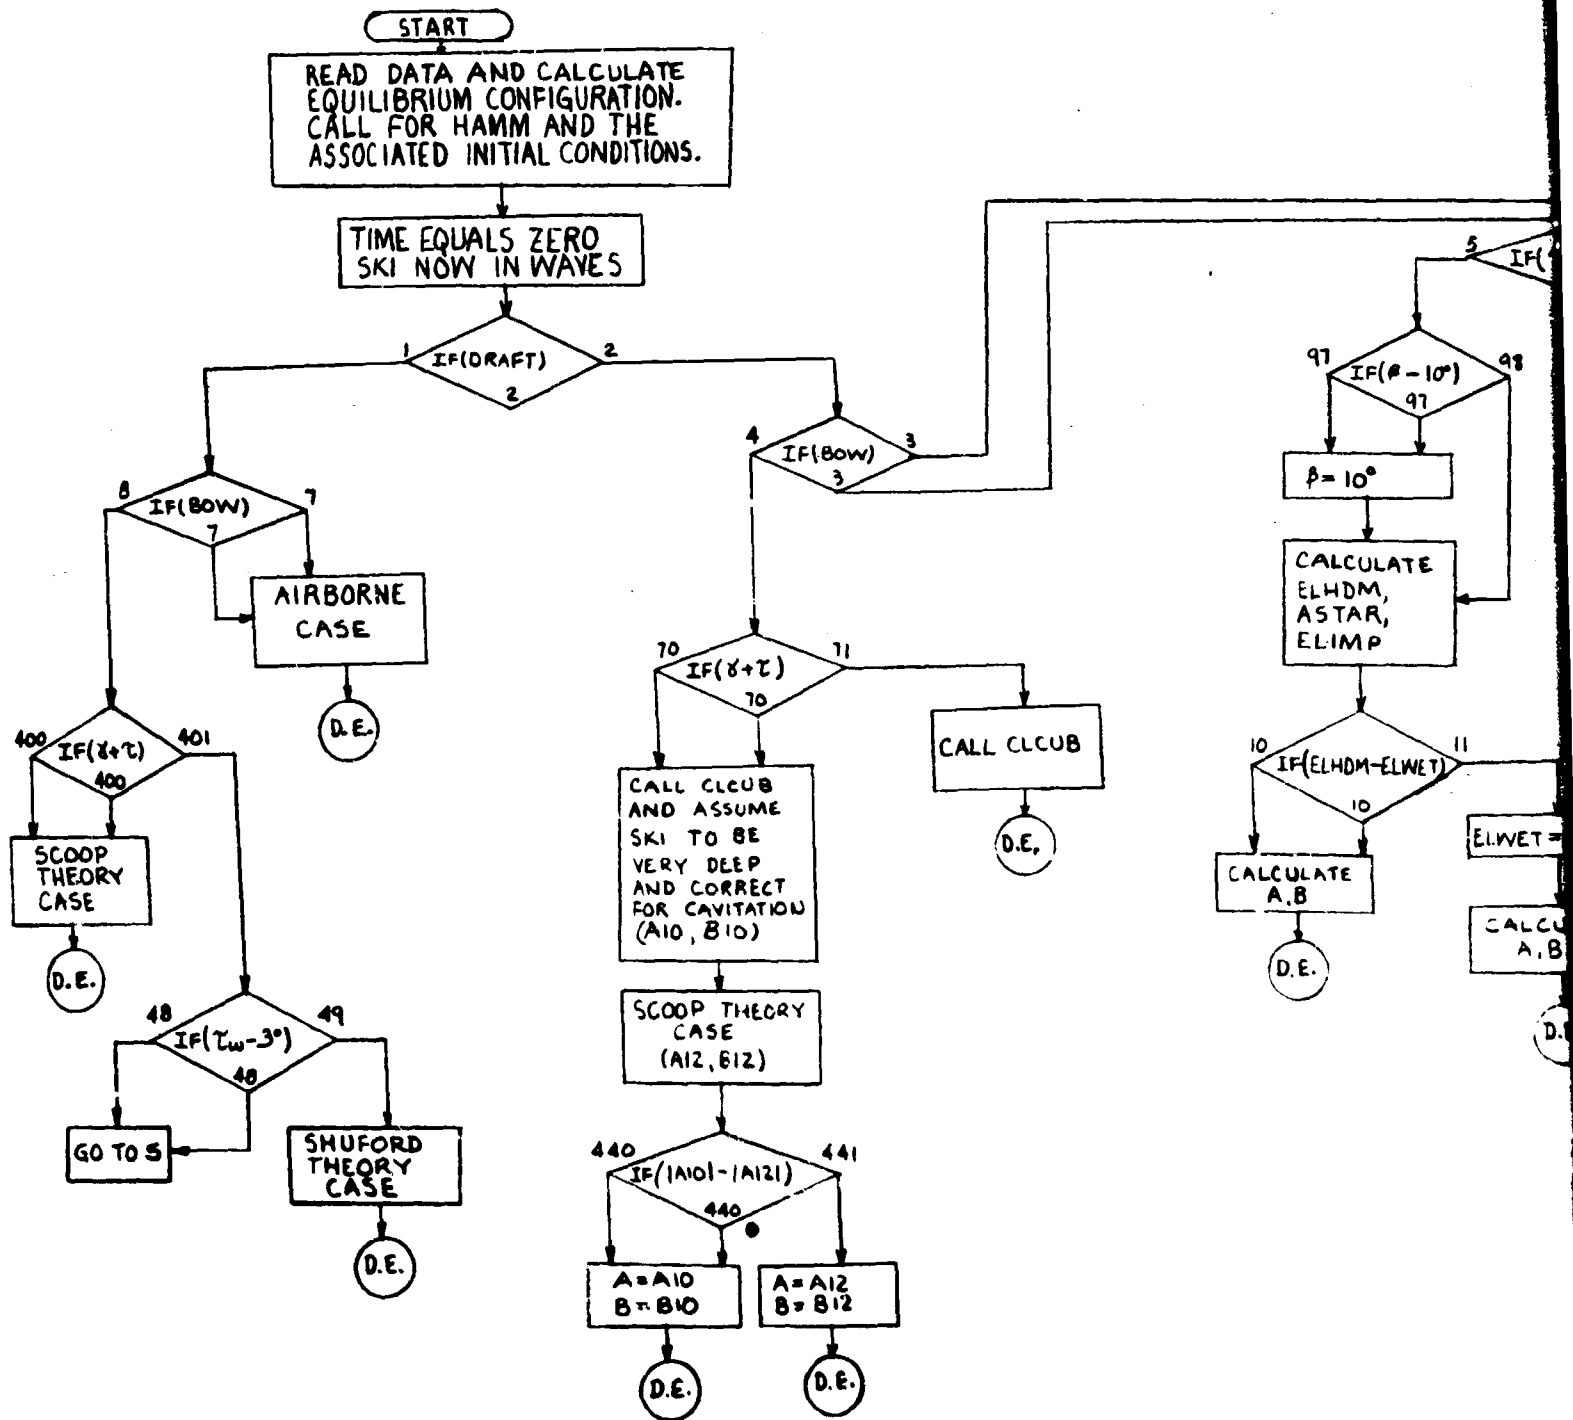 START
READ DATA AND CALCULATE
EQUILIBRIUM CONFIGURATION.
CALL FOR HAMM AND THE
ASSOCIATED INITIAL CONDITIONS.
TIME EQUALS ZERO
SKI NOW IN WAVES
1
IF(DRAFT)
2
2
8
IF(BOW)
7
7
AIRBORNE
CASE
D.E.
400
IF(γ+τ)
401
400
SCOOP
THEORY
CASE
D.E.
48
IF(τw-3°)
49
48
GO TO 5
SHUFORD
THEORY
CASE
D.E.
4
IF(BOW)
3
3
70
IF(γ+τ)
71
70
CALL CLCUB
D.E.
CALL CLCUB
AND ASSUME
SKI TO BE
VERY DEEP
AND CORRECT
FOR CAVITATION
(A10, B10)
SCOOP THEORY
CASE
(A12, B12)
440
IF(|A10|-|A12|)
441
440
A=A10
B=B10
D.E.
A=A12
B=B12
D.E.
5
IF(
97
IF(β-10°)
98
97
β=10°
CALCULATE
ELHDM,
ASTAR,
ELIMP
10
IF(ELHDM-ELWET)
11
10
CALCULATE
A,B
D.E.
ELWET=
CALCU
A,B
D.